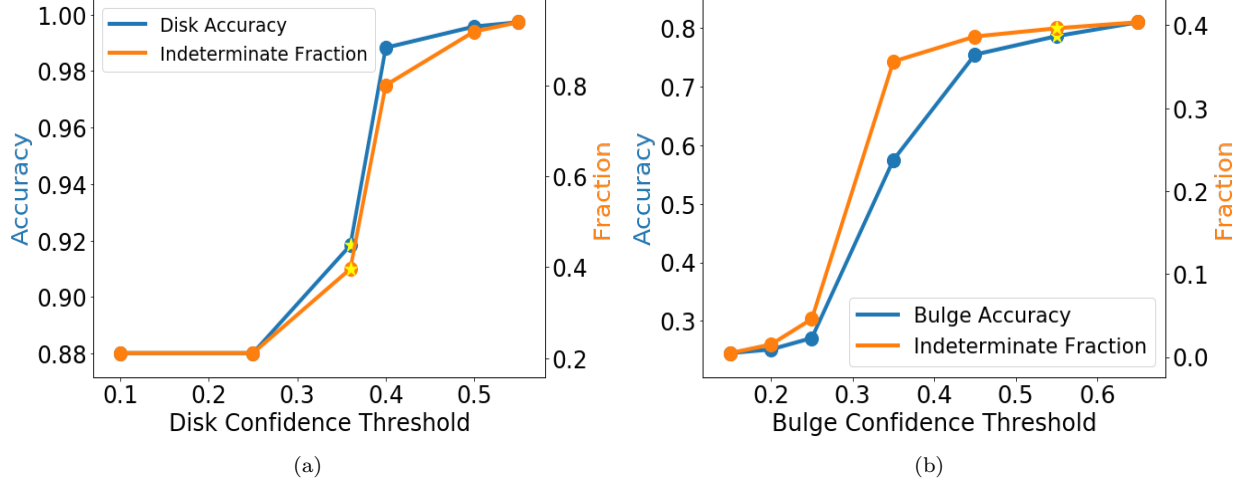 Disk Accuracy
Indeterminate Fraction
1.00
0.98
0.96
0.94
0.92
0.90
0.88
Accuracy
0.8
0.6
0.4
0.2
Fraction
0.1 0.2 0.3 0.4 0.5
Disk Confidence Threshold
(a)
0.8
0.7
0.6
0.5
0.4
0.3
Accuracy
0.4
0.3
0.2
0.1
0.0
Fraction
Bulge Accuracy
Indeterminate Fraction
0.2 0.3 0.4 0.5 0.6
Bulge Confidence Threshold
(b)